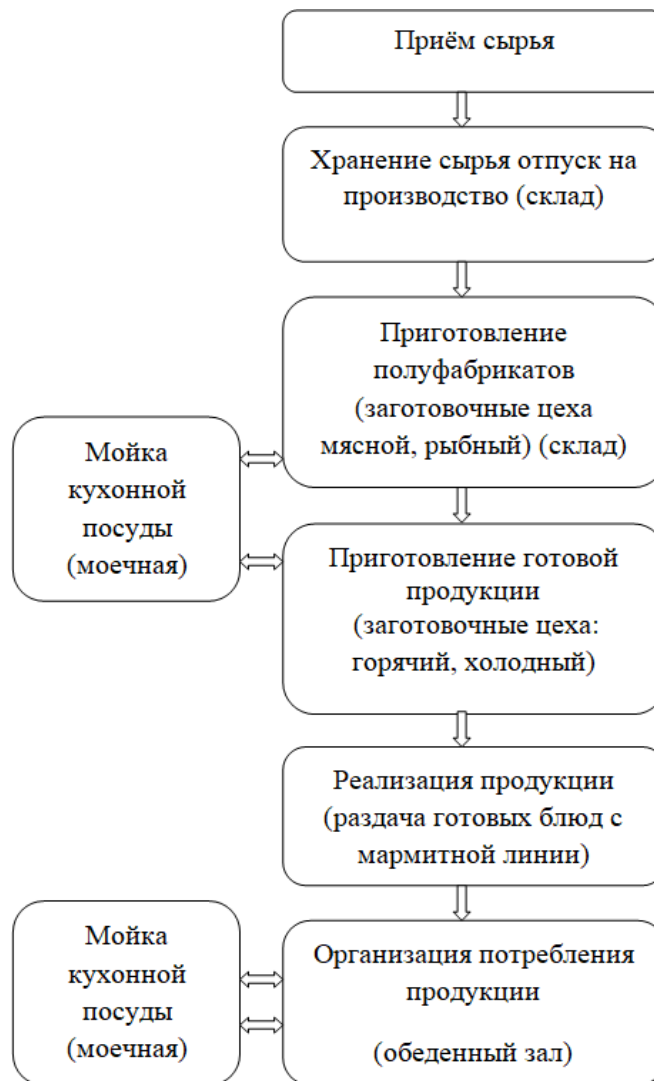 Приём сырья
Хранение сырья отпуск на
производство (склад)
Приготовление
полуфабрикатов
(заготовочные цеха
мясной, рыбный) (склад)
Мойка
кухонной
посуды
(моечная)
Приготовление готовой
продукции
(заготовочные цеха:
горячий, холодный)
Реализация продукции
(раздача готовых блюд с
мармитной линии)
Мойка
кухонной
посуды
(моечная)
Организация потребления
продукции
(обеденный зал)